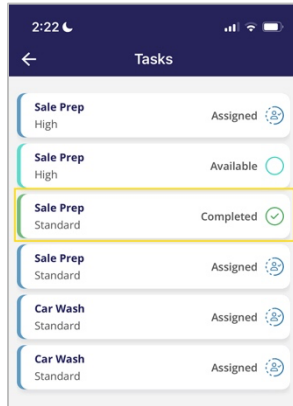 2:22
Tasks
Sale Prep
High
Assigned
Sale Prep
High
Available
Sale Prep
Standard
Completed
Sale Prep
Standard
Assigned
Car Wash
Standard
Assigned
Car Wash
Standard
Assigned